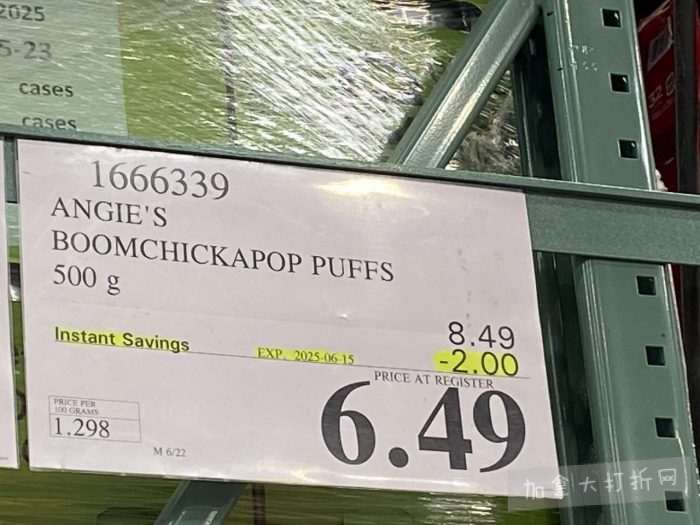 2025
5-23
cases
cases
1666339
ANGIE'S
BOOMCHICKAPOP PUFFS
500 g
8.49
Instant Savings EXP. 2025-06-15 -2.00
PRICE AT REGISTER
6.49
PRICE PER
100 GRAMS
1.298
M 6/22
加拿大打折网